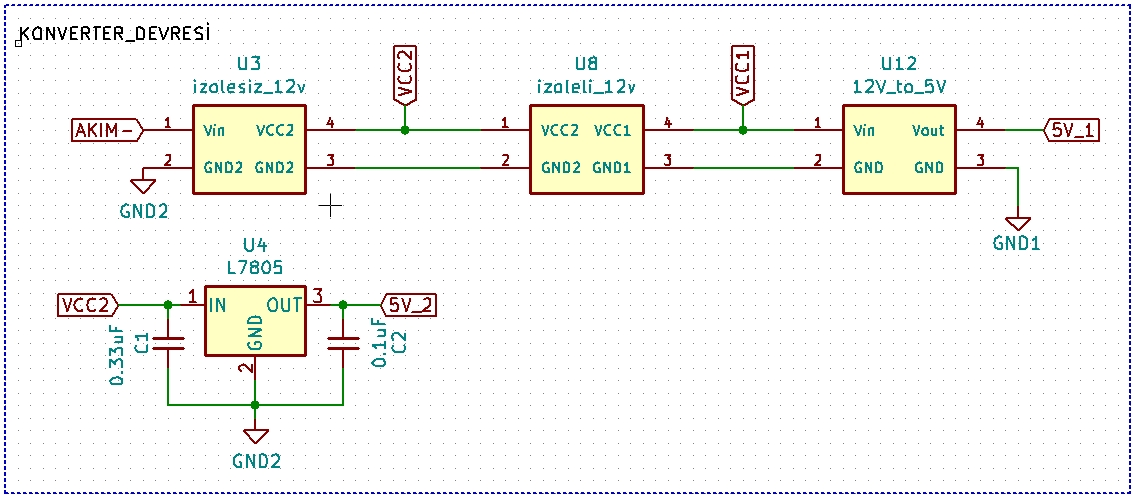 KONVERTER_DEVRESİ
U3
izolesiz_12v
AKIM-
1
Vin
VCC2
4
2
GND2
GND2
3
GND2
VCC2
U8
izoleli_12v
1
VCC2
VCC1
4
2
GND2
GND1
3
VCC1
U12
12V_to_5V
1
Vin
Vout
4
5V_1
2
GND
GND
3
GND1
U4
L7805
VCC2
1
IN
OUT
3
5V_2
GND
2
0.33uF
C1
0.1uF
C2
GND2